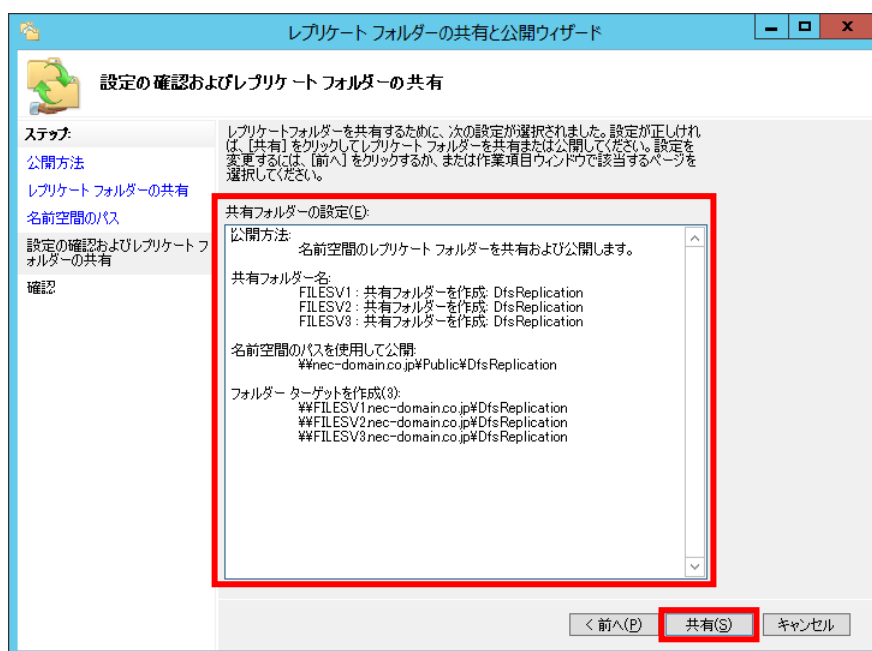 レプリケート フォルダーの共有と公開ウィザード
設定の確認およびレプリケート フォルダーの共有
ステップ:
公開方法
レプリケート フォルダーの共有
名前空間のパス
設定の確認およびレプリケート フ
ォルダーの共有
確認
レプリケートフォルダーを共有するために、次の設定が選択されました。設定が正しけれ
ば、[共有] をクリックしてレプリケート フォルダーを共有または公開してください。設定を
変更するには、[前へ] をクリックするか、または作業項目ウィンドウで該当するページを
選択してください。
共有フォルダーの設定(E):
公開方法:
名前空間のレプリケート フォルダーを共有および公開します。
共有フォルダー名:
FILESV1 : 共有フォルダーを作成: DfsReplication
FILESV2 : 共有フォルダーを作成: DfsReplication
FILESV3 : 共有フォルダーを作成: DfsReplication
名前空間のパスを使用して公開:
¥¥nec-domain.co.jp¥Public¥DfsReplication
フォルダー ターゲットを作成(3):
¥¥FILESV1.nec-domain.co.jp¥DfsReplication
¥¥FILESV2.nec-domain.co.jp¥DfsReplication
¥¥FILESV3.nec-domain.co.jp¥DfsReplication
< 前へ(P)
共有(S)
キャンセル